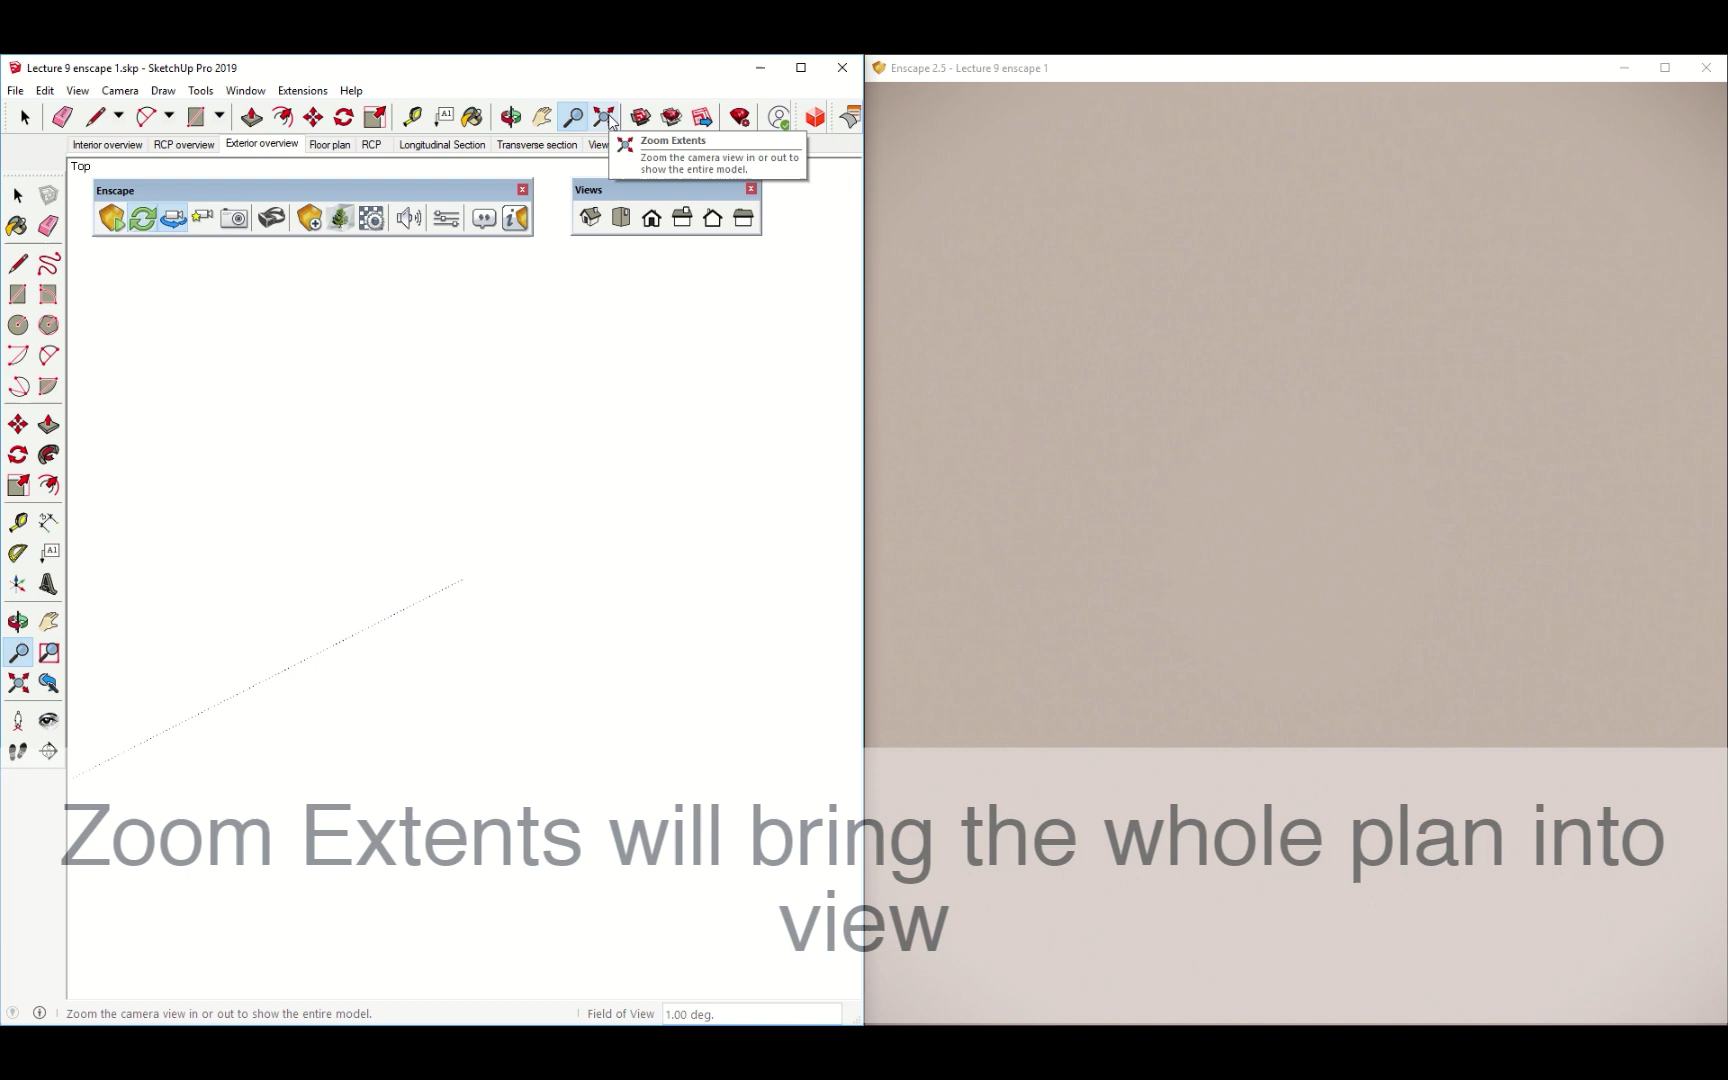 Lecture 9 enscape 1.skp - SketchUp Pro 2019
Enscape 2.5 - Lecture 9 enscape 1
File Edit View Camera Draw Tools Window Extensions Help
A1
Interior overview RCP overview Exterior overview Floor plan RCP Longitudinal Section Transverse section View
Zoom Extents
Zoom the camera view in or out to
show the entire model.
Top
Enscape
Views
A1
Zoom Extents will bring the whole plan into
view
Zoom the camera view in or out to show the entire model.
Field of View 1.00 deg.